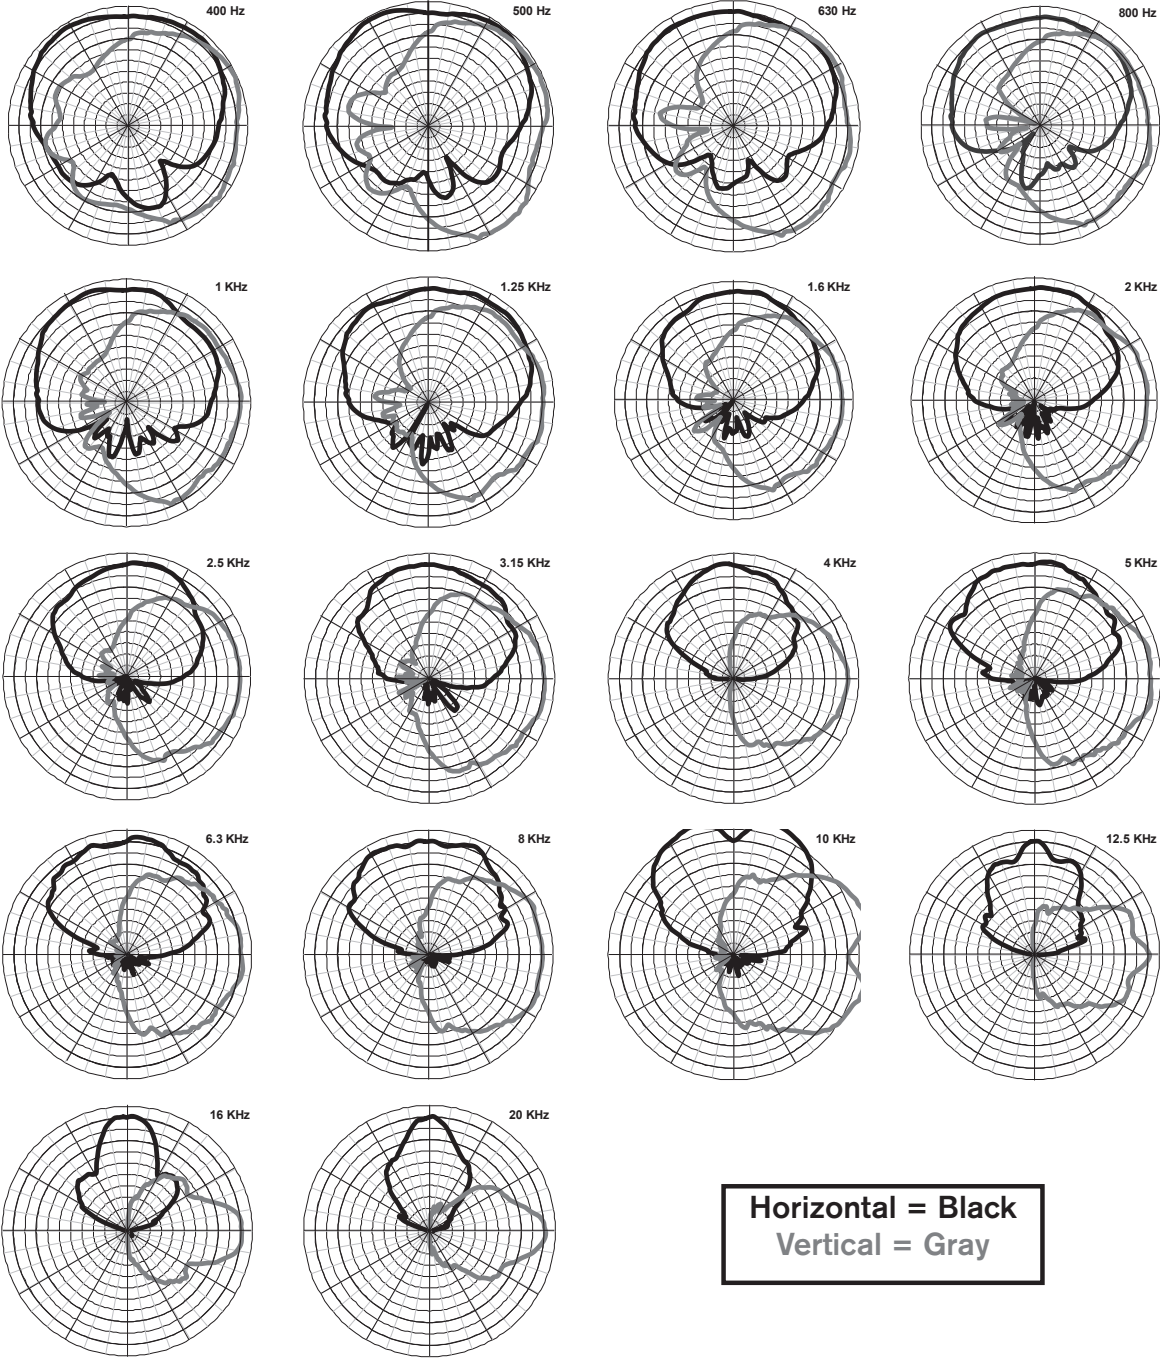 400 Hz
500 Hz
630 Hz
800 Hz
1 KHz
1.25 KHz
1.6 KHz
2 KHz
2.5 KHz
3.15 KHz
4 KHz
5 KHz
6.3 KHz
8 KHz
10 KHz
12.5 KHz
16 KHz
20 KHz
Horizontal = Black
Vertical = Gray